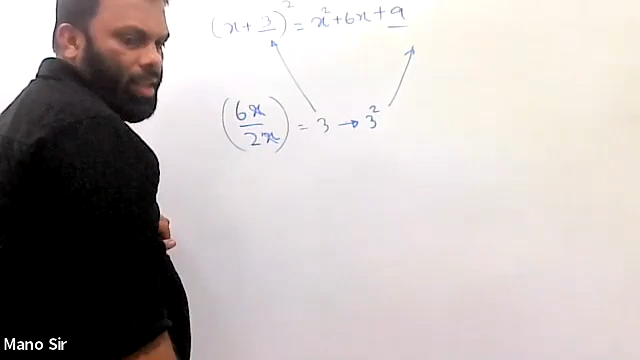 (x + 3)² = x² + 6x + 9
(6x/2x) = 3 → 3²
Mano Sir